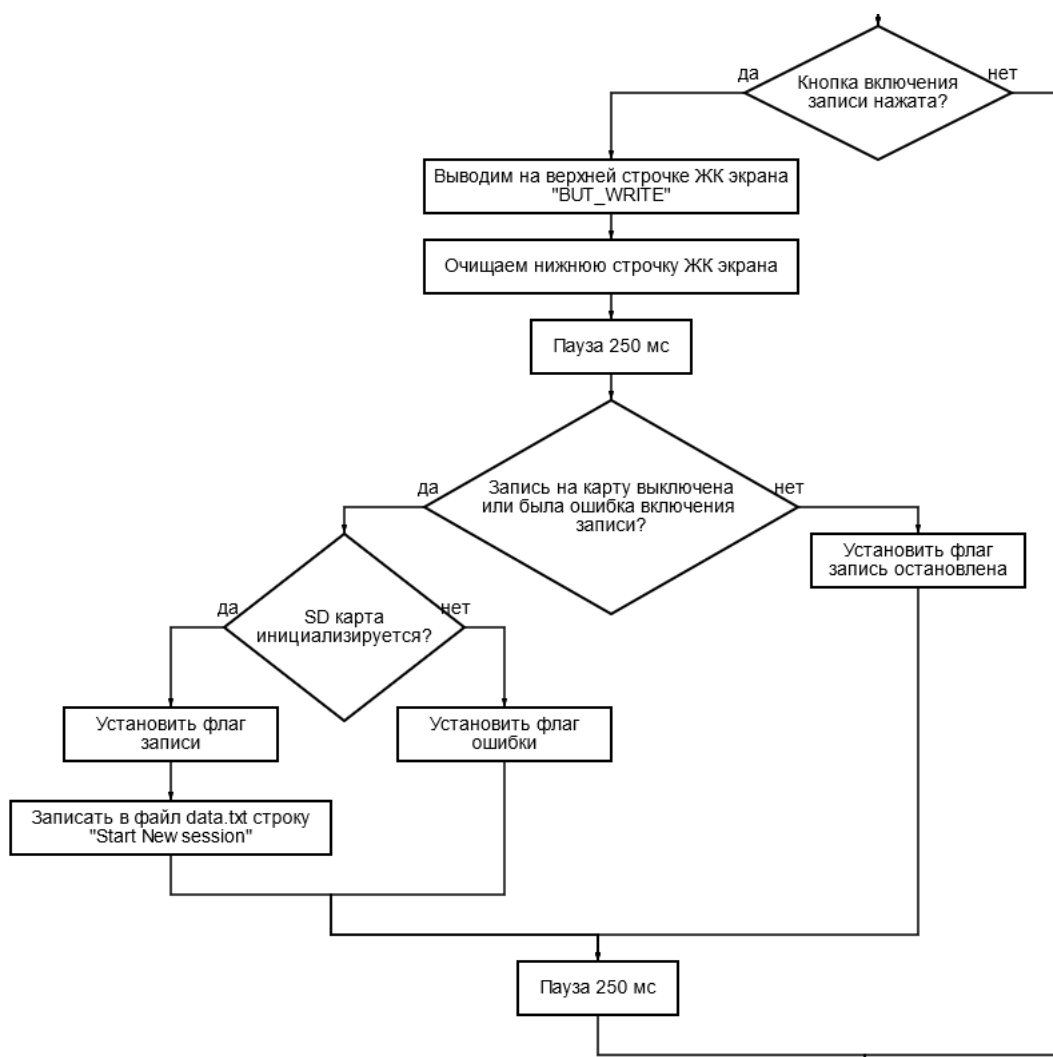 да
нет
Кнопка включения
записи нажата?
Выводим на верхней строчке ЖК экрана
"BUT_WRITE"
Очищаем нижнюю строчку ЖК экрана
Пауза 250 мс
да
нет
Запись на карту выключена
или была ошибка включения
записи?
Установить флаг
запись остановлена
да
нет
SD карта
инициализируется?
Установить флаг
записи
Установить флаг
ошибки
Записать в файл data.txt строку
"Start New session"
Пауза 250 мс